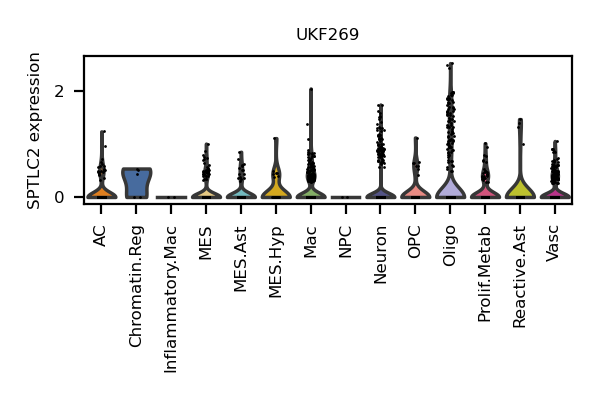 UKF269
SPTLC2 expression
2
0
AC
Chromatin.Reg
Inflammatory.Mac
MES
MES.Ast
MES.Hyp
Mac
NPC
Neuron
OPC
Oligo
Prolif.Metab
Reactive.Ast
Vasc